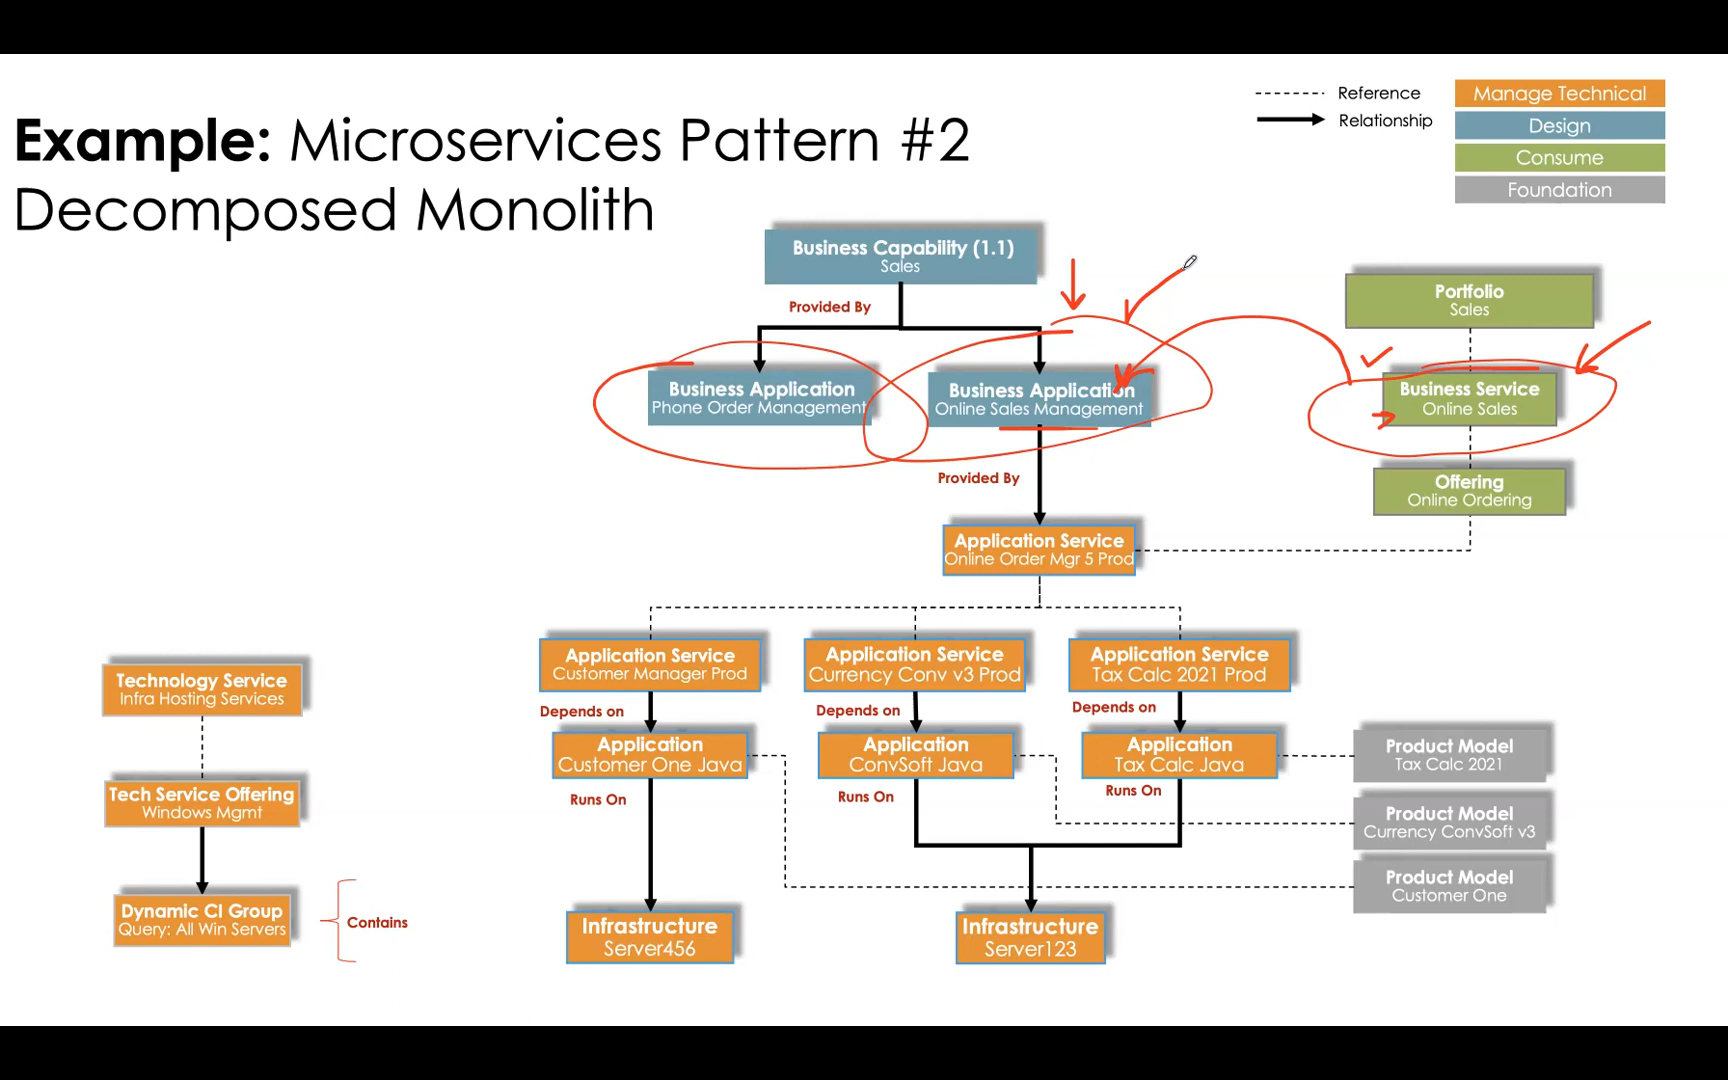 Example: Microservices Pattern #2
Decomposed Monolith
Reference
Relationship
Manage Technical
Design
Consume
Foundation
Business Capability (1.1)
Sales
Provided By
Business Application
Phone Order Management
Business Application
Online Sales Management
Provided By
Portfolio
Sales
Business Service
Online Sales
Offering
Online Ordering
Application Service
Online Order Mgr 5 Prod
Application Service
Customer Manager Prod
Application Service
Currency Conv v3 Prod
Application Service
Tax Calc 2021 Prod
Depends on
Depends on
Depends on
Application
Customer One Java
Application
ConvSoft Java
Application
Tax Calc Java
Runs On
Runs On
Runs On
Product Model
Tax Calc 2021
Product Model
Currency ConvSoft v3
Product Model
Customer One
Infrastructure
Server456
Infrastructure
Server123
Technology Service
Infra Hosting Services
Tech Service Offering
Windows Mgmt
Dynamic CI Group
Query: All Win Servers
Contains